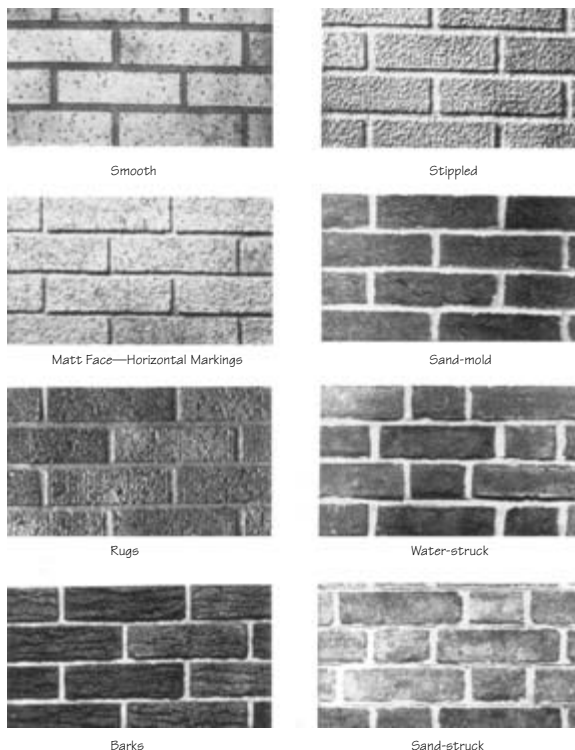 Smooth
Stippled
Matt Face—Horizontal Markings
Sand-mold
Rugs
Water-struck
Barks
Sand-struck